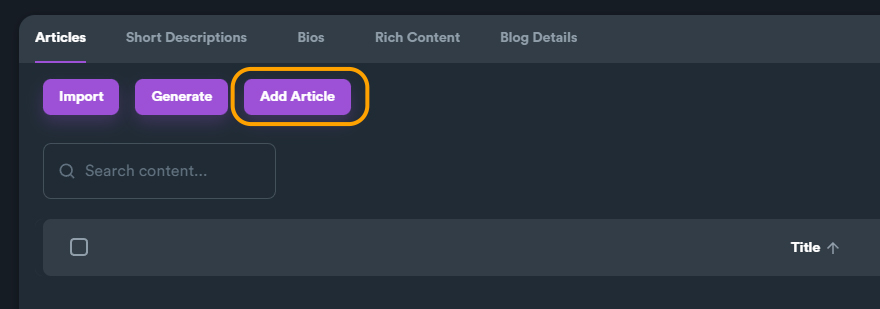 Articles Short Descriptions Bios Rich Content Blog Details
Import Generate Add Article
Search content...
Title